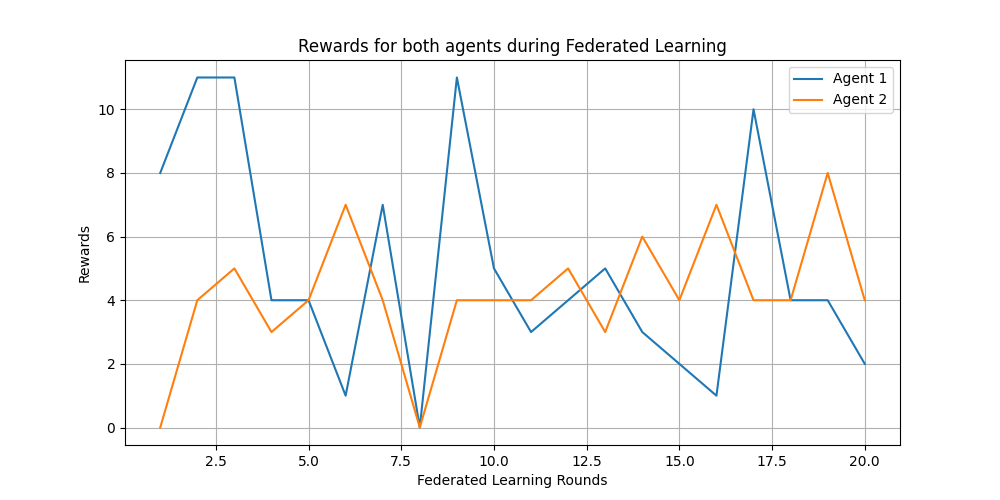 Rewards for both agents during Federated Learning
Agent 1
Agent 2
Rewards
10
8
6
4
2
0
2.5 5.0 7.5 10.0 12.5 15.0 17.5 20.0
Federated Learning Rounds